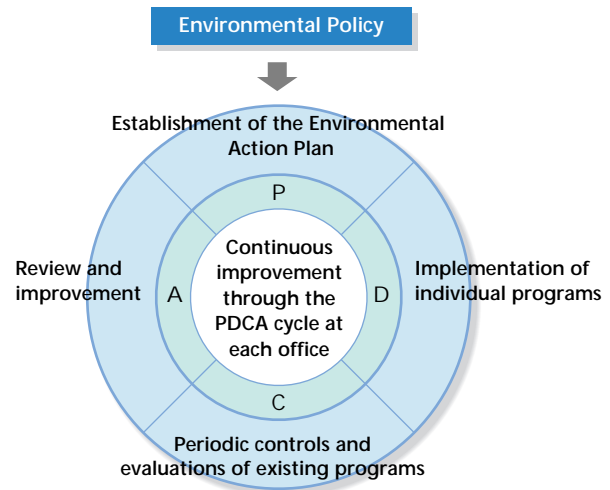 Environmental Policy
Establishment of the Environmental
Action Plan
P
Review and
improvement
A
Continuous
improvement
through the
PDCA cycle at
each office
D
Implementation of
individual programs
C
Periodic controls and
evaluations of existing programs